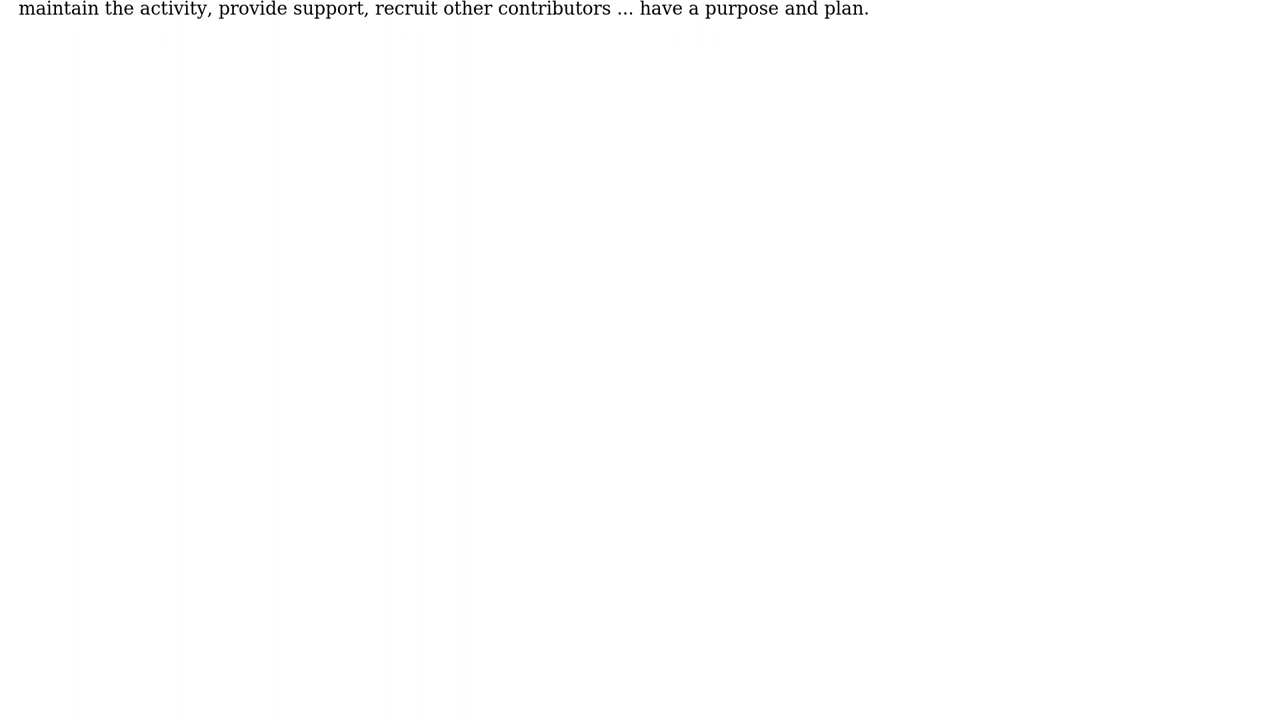 maintain the activity, provide support, recruit other contributors ... have a purpose and plan.